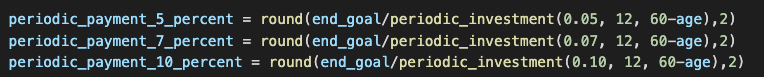 periodic_payment_5_percent = round(end_goal/periodic_investment(0.05, 12, 60-age),2)
periodic_payment_7_percent = round(end_goal/periodic_investment(0.07, 12, 60-age),2)
periodic_payment_10_percent = round(end_goal/periodic_investment(0.10, 12, 60-age),2)